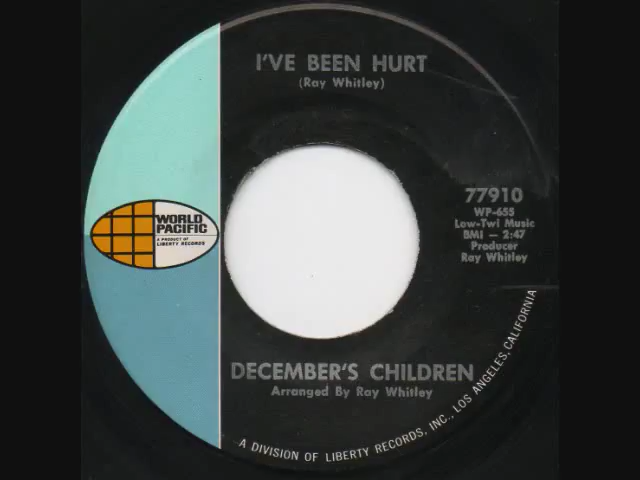 I'VE BEEN HURT
(Ray Whitley)
77910
WP-655
Low-Twi Music
BMI — 2:47
Producer
Ray Whitley
WORLD
PACIFIC
A PRODUCT OF
LIBERTY RECORDS
DECEMBER'S CHILDREN
Arranged By Ray Whitley
A DIVISION OF LIBERTY RECORDS, INC., LOS ANGELES, CALIFORNIA